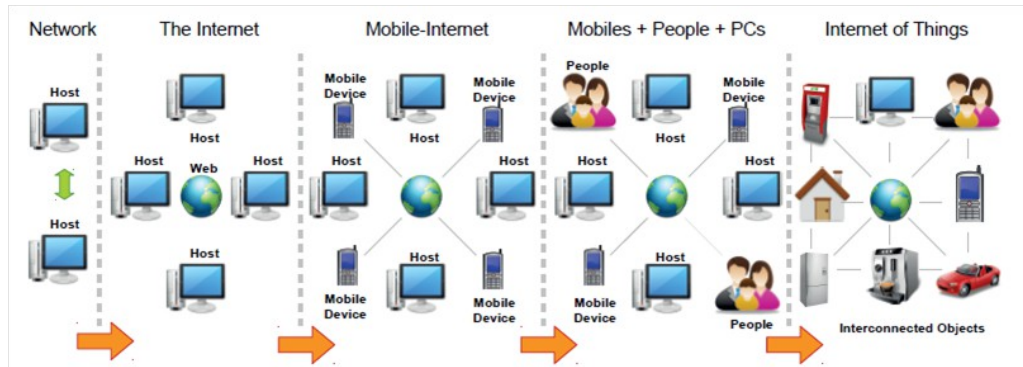 Network
The Internet
Mobile-Internet
Mobiles + People + PCs
Internet of Things
Host
Host
Host
Host
Web
Host
Host
Mobile
Device
Host
Mobile
Device
Host
Host
Mobile
Device
Host
Mobile
Device
People
Host
Mobile
Device
Host
Host
Mobile
Device
Host
People
Interconnected Objects